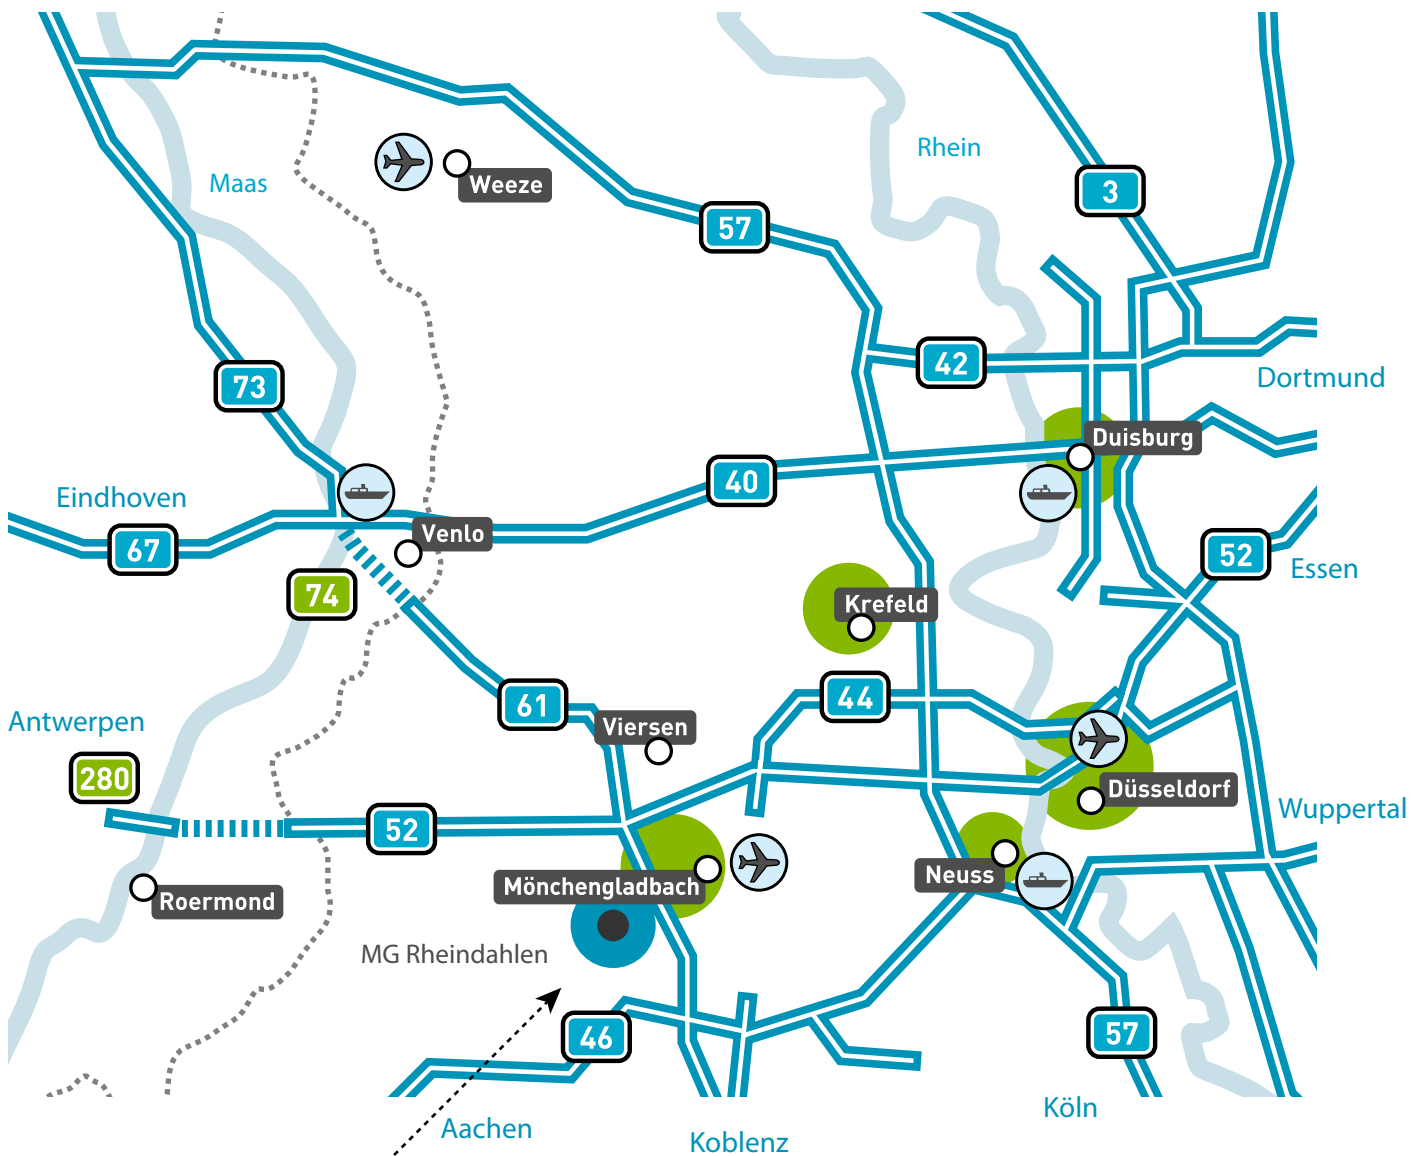 Rhein
Maas
Weeze
3
57
42
73
Dortmund
Duisburg
40
Eindhoven
Venlo
67
52
Essen
74
Krefeld
44
61
Antwerpen
Viersen
280
Düsseldorf
Wuppertal
52
Neuss
Mönchengladbach
Roermond
MG Rheindahlen
46
57
Köln
Aachen
Koblenz